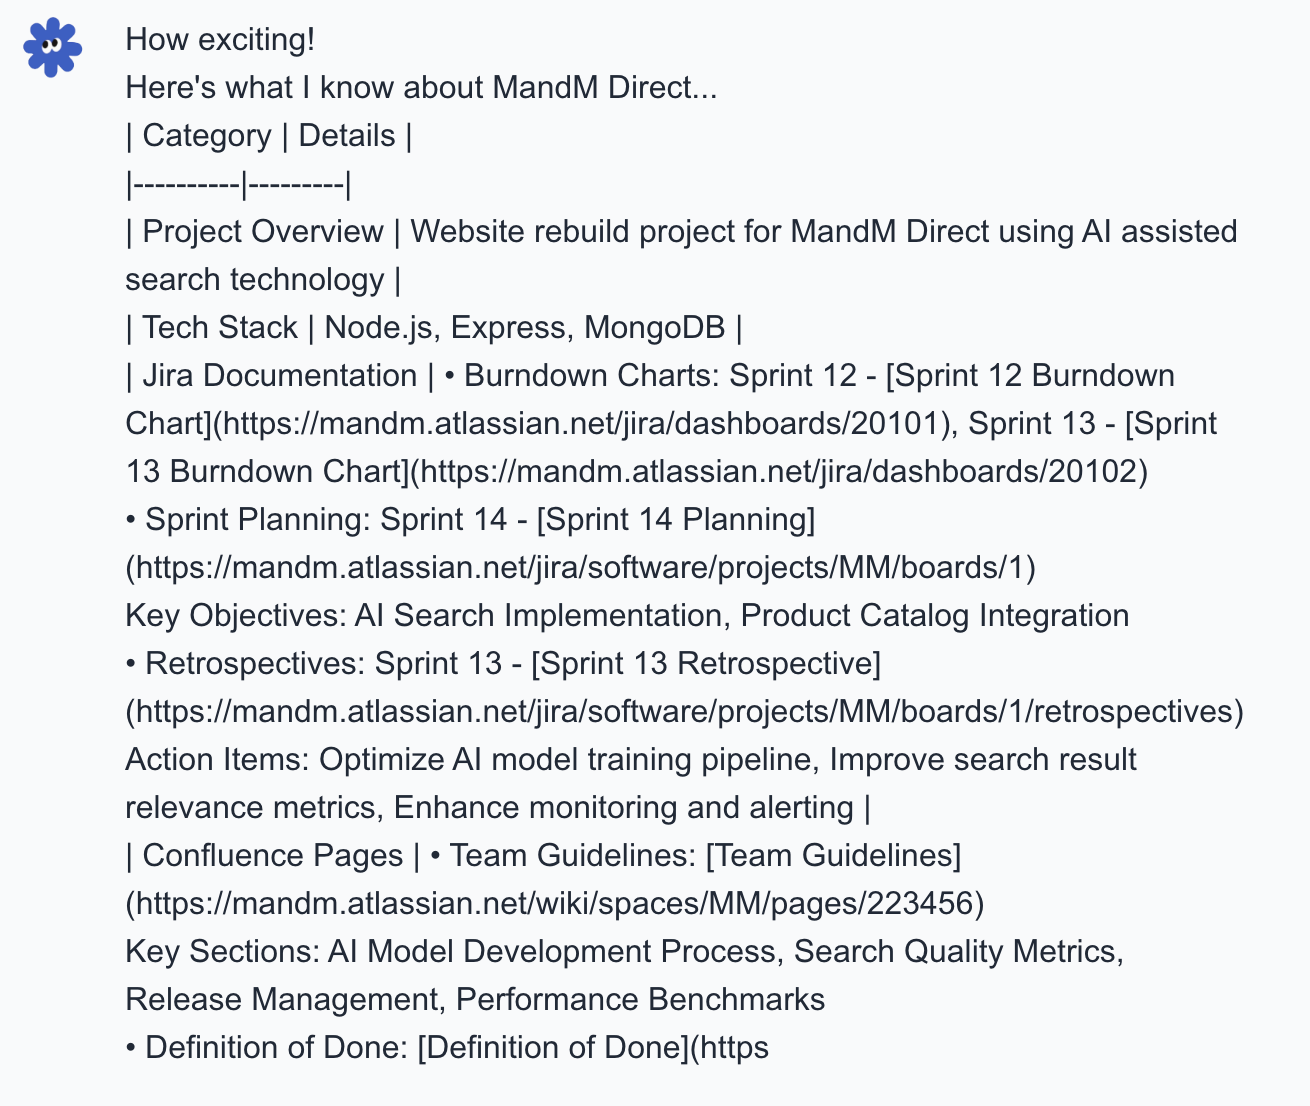 How exciting!
Here's what I know about MandM Direct...
| Category | Details |
|----------|---------|
| Project Overview | Website rebuild project for MandM Direct using AI assisted
search technology |
| Tech Stack | Node.js, Express, MongoDB |
| Jira Documentation | • Burndown Charts: Sprint 12 - [Sprint 12 Burndown
Chart](https://mandm.atlassian.net/jira/dashboards/20101), Sprint 13 - [Sprint
13 Burndown Chart](https://mandm.atlassian.net/jira/dashboards/20102)
• Sprint Planning: Sprint 14 - [Sprint 14 Planning]
(https://mandm.atlassian.net/jira/software/projects/MM/boards/1)
Key Objectives: AI Search Implementation, Product Catalog Integration
• Retrospectives: Sprint 13 - [Sprint 13 Retrospective]
(https://mandm.atlassian.net/jira/software/projects/MM/boards/1/retrospectives)
Action Items: Optimize AI model training pipeline, Improve search result
relevance metrics, Enhance monitoring and alerting |
| Confluence Pages | • Team Guidelines: [Team Guidelines]
(https://mandm.atlassian.net/wiki/spaces/MM/pages/223456)
Key Sections: AI Model Development Process, Search Quality Metrics,
Release Management, Performance Benchmarks
• Definition of Done: [Definition of Done](https